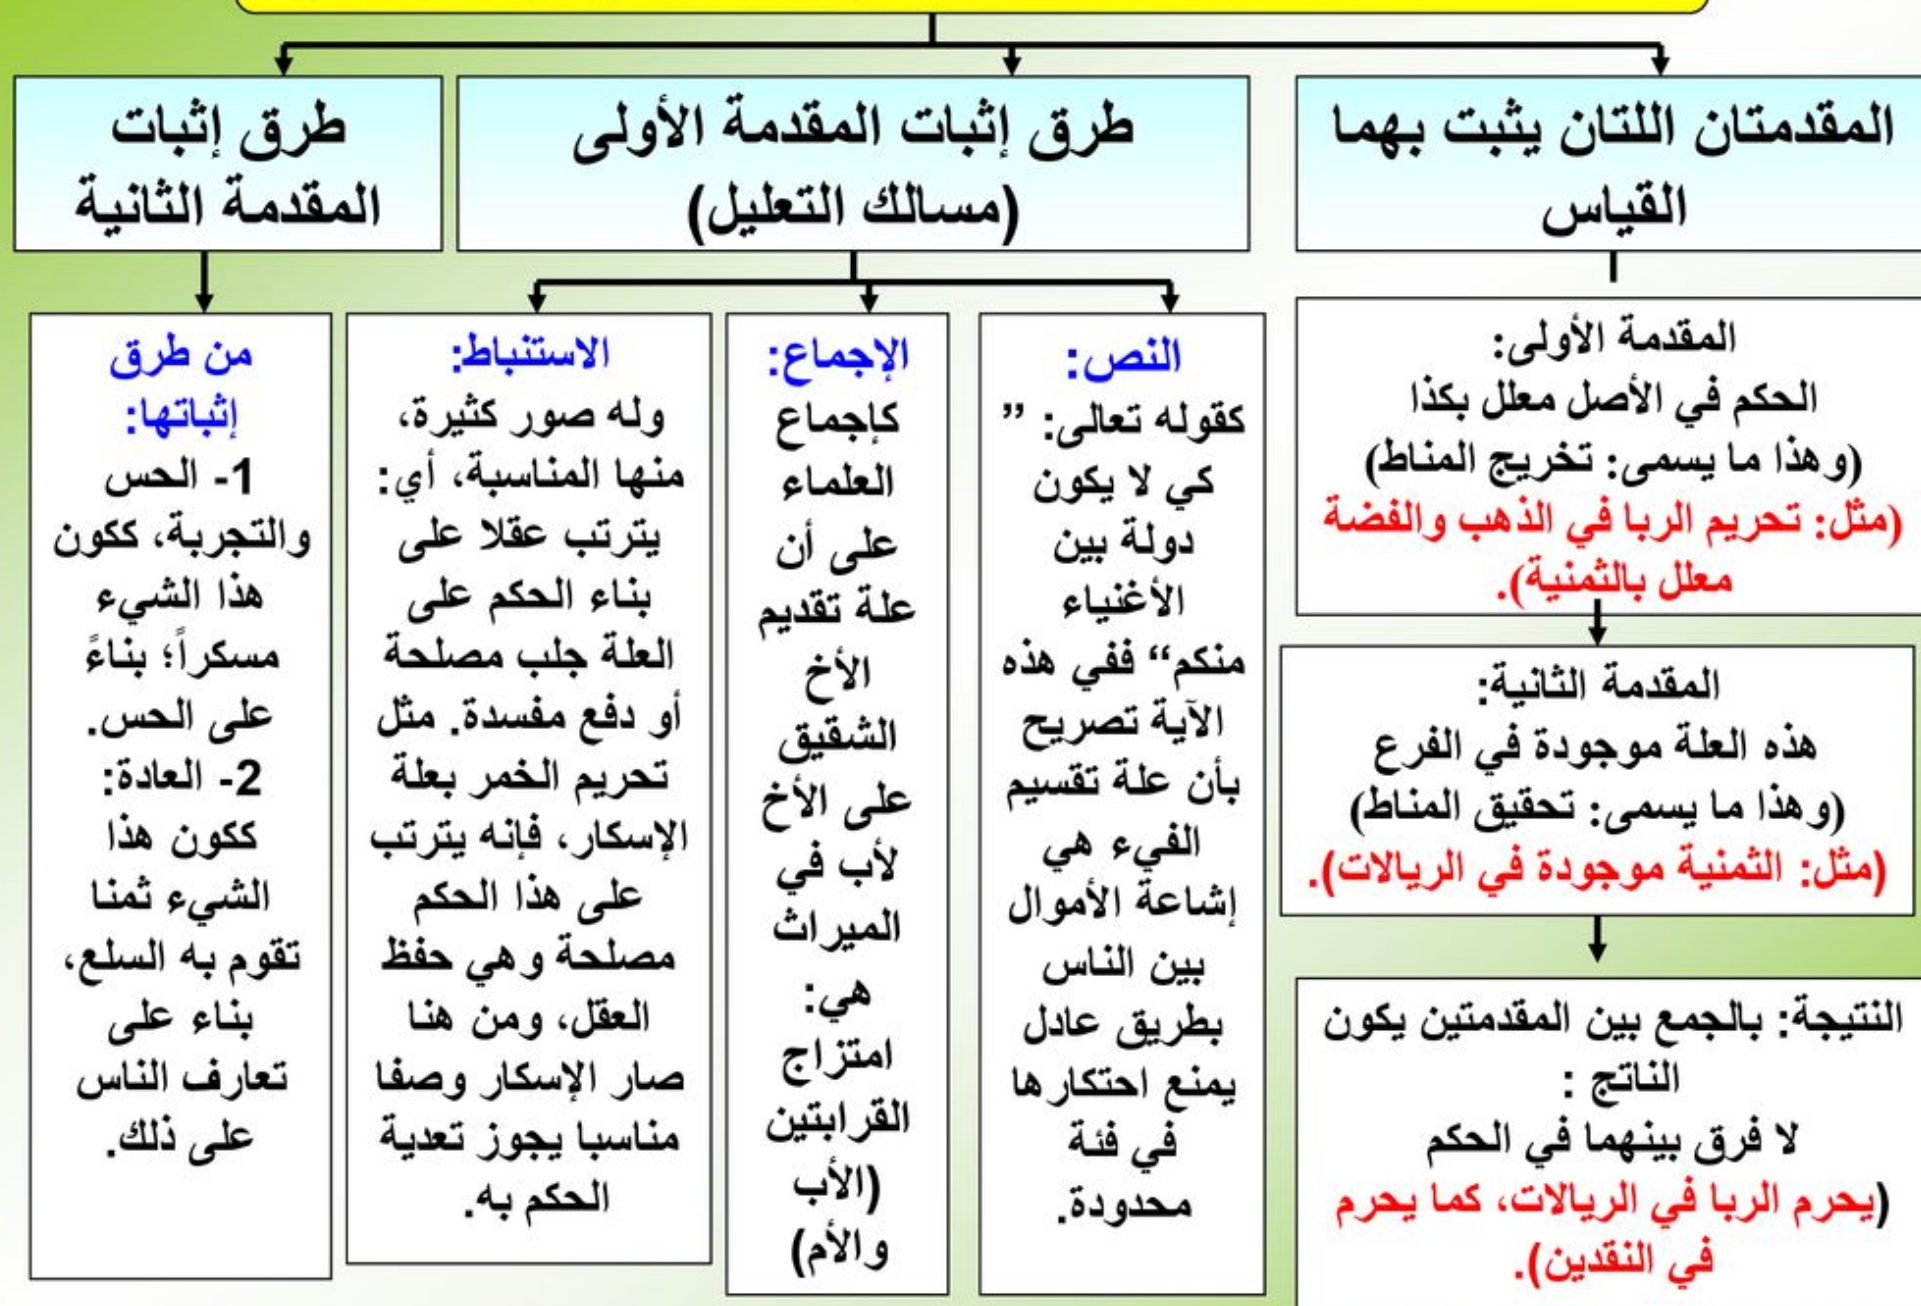 المقدمتان اللتان يثبت بهما
القياس
المقدمة الأولى:
الحكم في الأصل معلل بكذا
(وهذا ما يسمى: تخريج المناط)
(مثل: تحريم الربا في الذهب والفضة
معلل بالثمنية).
المقدمة الثانية:
هذه العلة موجودة في الفرع
(وهذا ما يسمى: تحقيق المناط)
(مثل: الثمنية موجودة في الريالات).
النتيجة: بالجمع بين المقدمتين يكون
الناتج :
لا فرق بينهما في الحكم
(يحرم الربا في الريالات، كما يحرم
في النقدين).
طرق إثبات المقدمة الأولى
(مسالك التعليل)
النص:
كقوله تعالى: ”
كي لا يكون
دولة بين
الأغنياء
منكم“ ففي هذه
الآية تصريح
بأن علة تقسيم
الفيء هي
إشاعة الأموال
بين الناس
بطريق عادل
يمنع احتكارها
في فئة
محدودة.
الإجماع:
كإجماع
العلماء
على أن
علة تقديم
الأخ
الشقيق
على الأخ
لأب في
الميراث
هي:
امتزاج
القرابتين
(الأب
والأم)
الاستنباط:
وله صور كثيرة،
منها المناسبة، أي:
يترتب عقلا على
بناء الحكم على
العلة جلب مصلحة
أو دفع مفسدة. مثل
تحريم الخمر بعلة
الإسكار، فإنه يترتب
على هذا الحكم
مصلحة وهي حفظ
العقل، ومن هنا
صار الإسكار وصفا
مناسبا يجوز تعدية
الحكم به.
طرق إثبات
المقدمة الثانية
من طرق
إثباتها:
1- الحس
والتجربة، ككون
هذا الشيء
مسكراً؛ بناءً
على الحس.
2- العادة:
ككون هذا
الشيء ثمنا
تقوم به السلع،
بناء على
تعارف الناس
على ذلك.